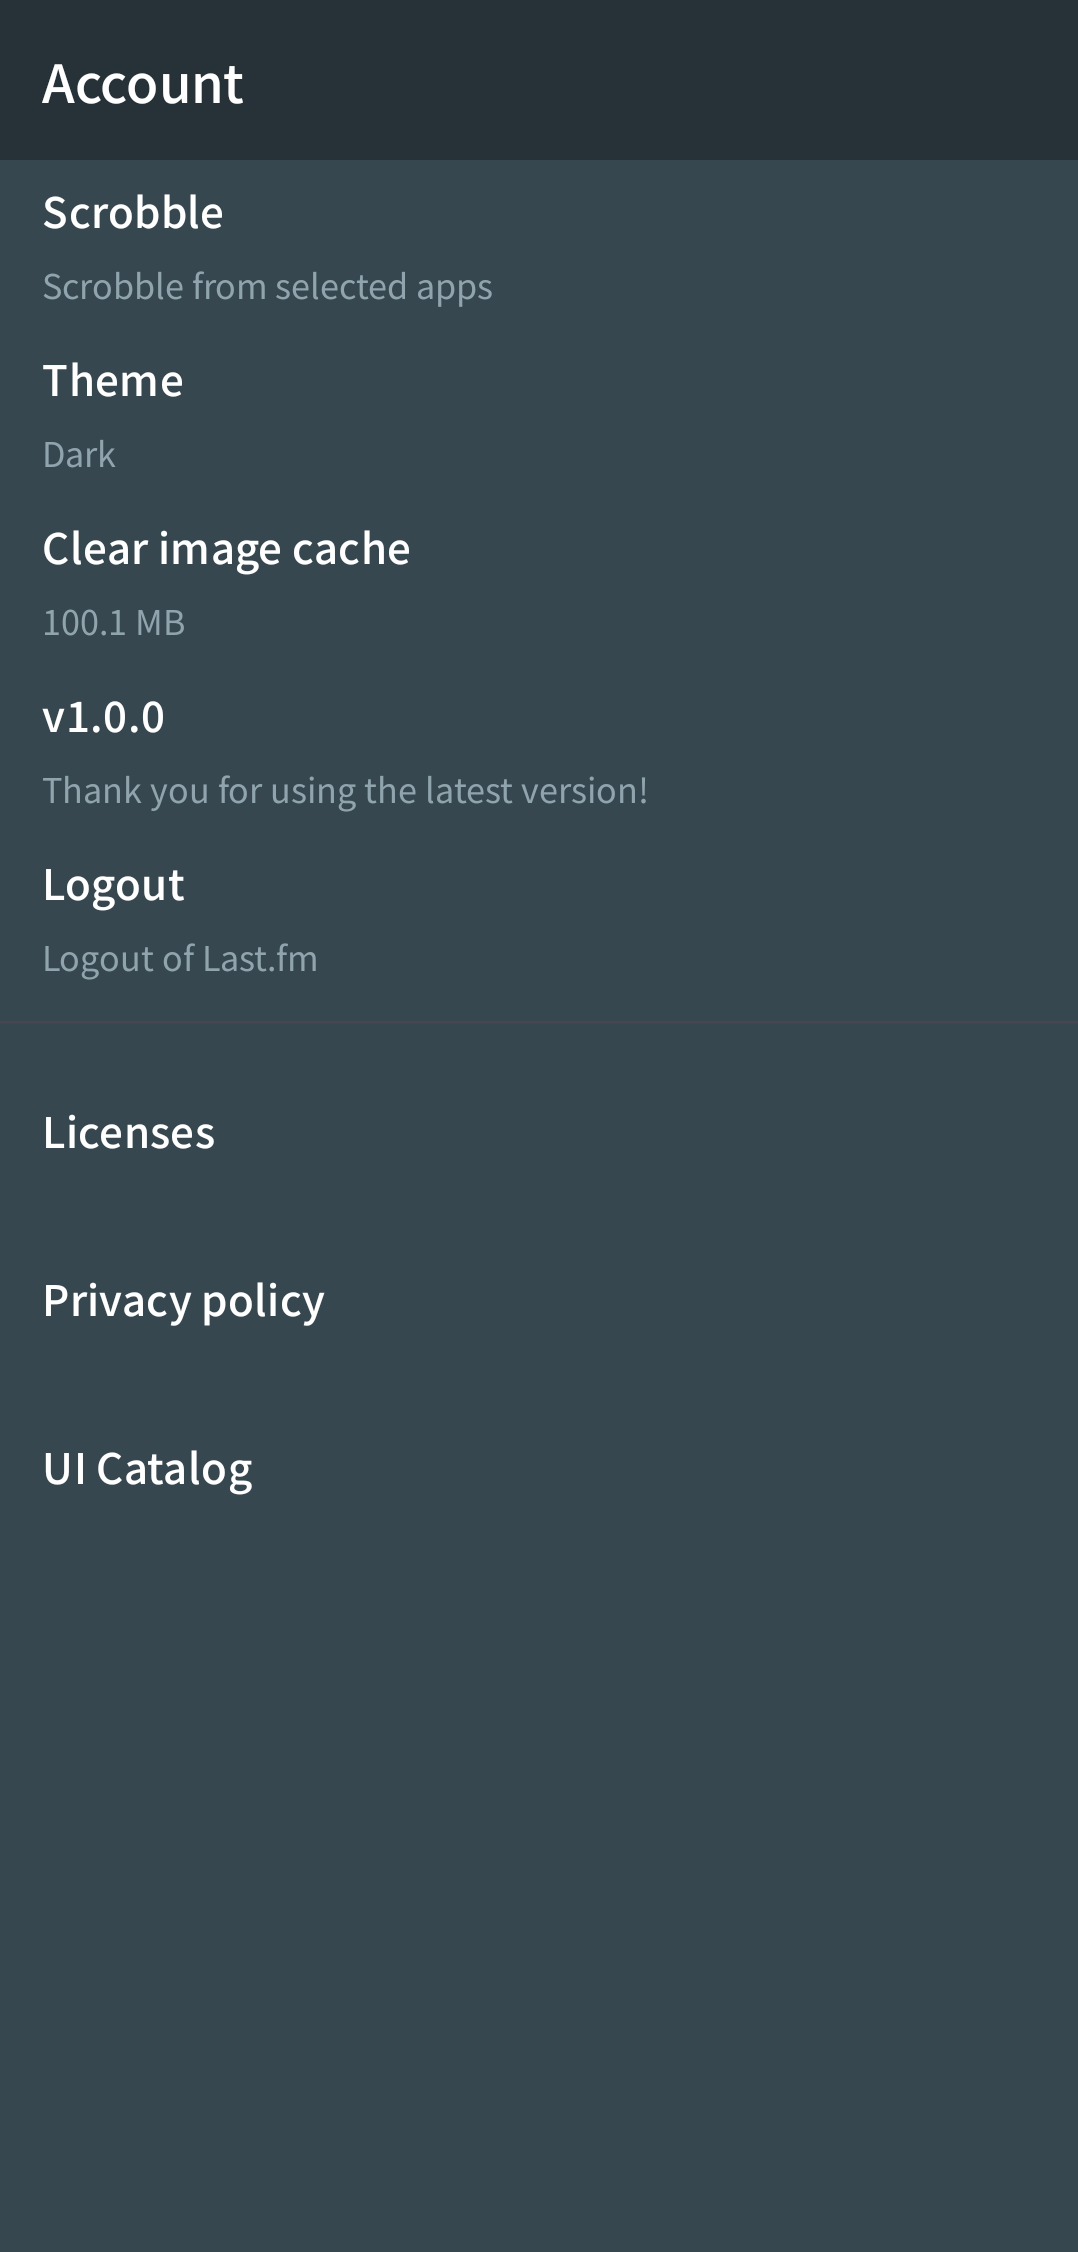 Account
Scrobble
Scrobble from selected apps
Theme
Dark
Clear image cache
100.1 MB
v1.0.0
Thank you for using the latest version!
Logout
Logout of Last.fm
Licenses
Privacy policy
UI Catalog